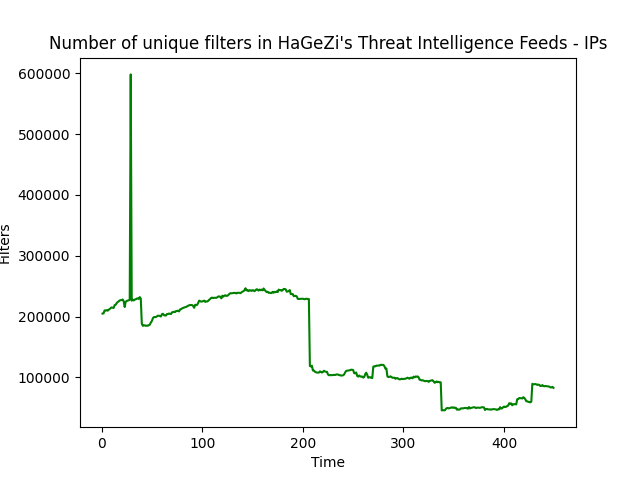 Number of unique filters in HaGeZi's Threat Intelligence Feeds - IPs
600000
500000
400000
300000
200000
100000
Filters
0 100 200 300 400
Time